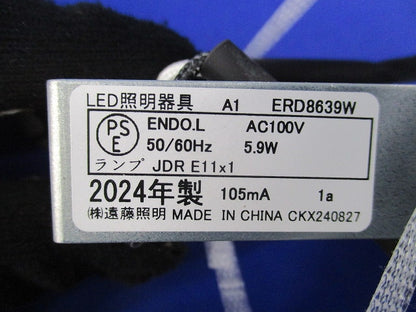 LED照明器具 A1 ERD8639W
PS E ENDO.L AC100V
50/60Hz 5.9W
ランプ JDR E11x1
2024年製 105mA 1a
㈱遠藤照明 MADE IN CHINA CKX240827